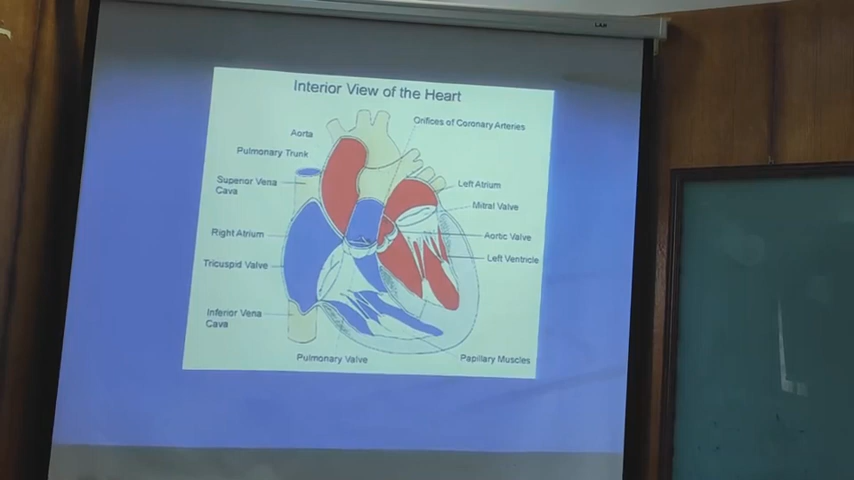 LAP
Interior View of the Heart
Orifices of Coronary Arteries
Aorta
Pulmonary Trunk
Superior Vena
Cava
Left Atrium
Mitral Valve
Right Atrium
Aortic Valve
Left Ventricle
Tricuspid Valve
Inferior Vena
Cava
Pulmonary Valve
Papillary Muscles